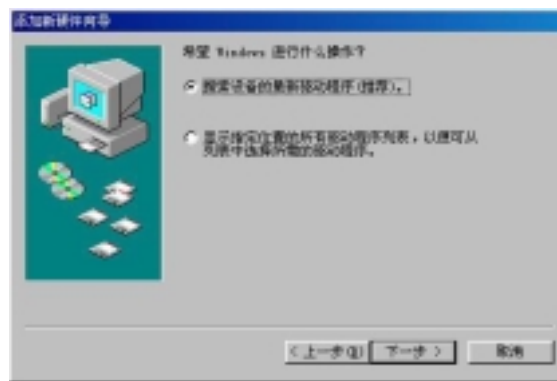 添加新硬件向导
希望 Windows 进行什么操作?
搜索设备的最新驱动程序(推荐)。
显示指定位置的所有驱动程序列表，以便可从
列表中选择所需的驱动程序。
< 上一步(B) 下一步 > 取消